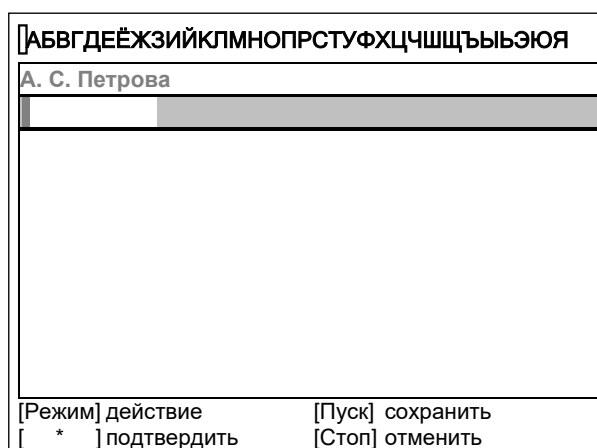 АБВГДЕЁЖЗИЙКЛМНОПРСТУФХЦЧШЩЪЫЬЭЮЯ
А. С. Петрова
[Режим] действие [Пуск] сохранить
[ * ] подтвердить [Стоп] отменить